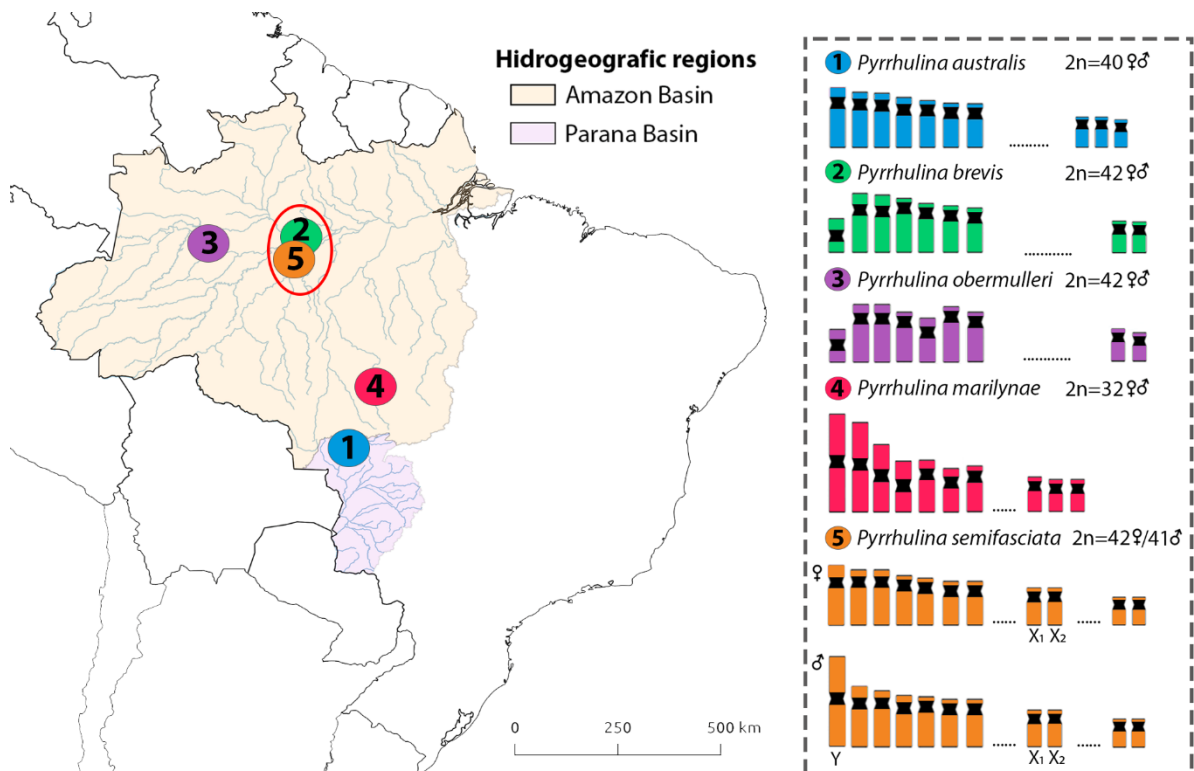 Hidrogeografic regions
Amazon Basin
Parana Basin
3
2
5
4
1
0 250 500 km
1 Pyrrhulina australis 2n=40 ♀♂
..........
2 Pyrrhulina brevis 2n=42♀♂
............
3 Pyrrhulina obermulleri 2n=42♀♂
............
4 Pyrrhulina marilynae 2n=32♀♂
......
5 Pyrrhulina semifasciata 2n=42♀/41♂
♀
...... ......
X1 X2
♂
...... ......
Y X1 X2